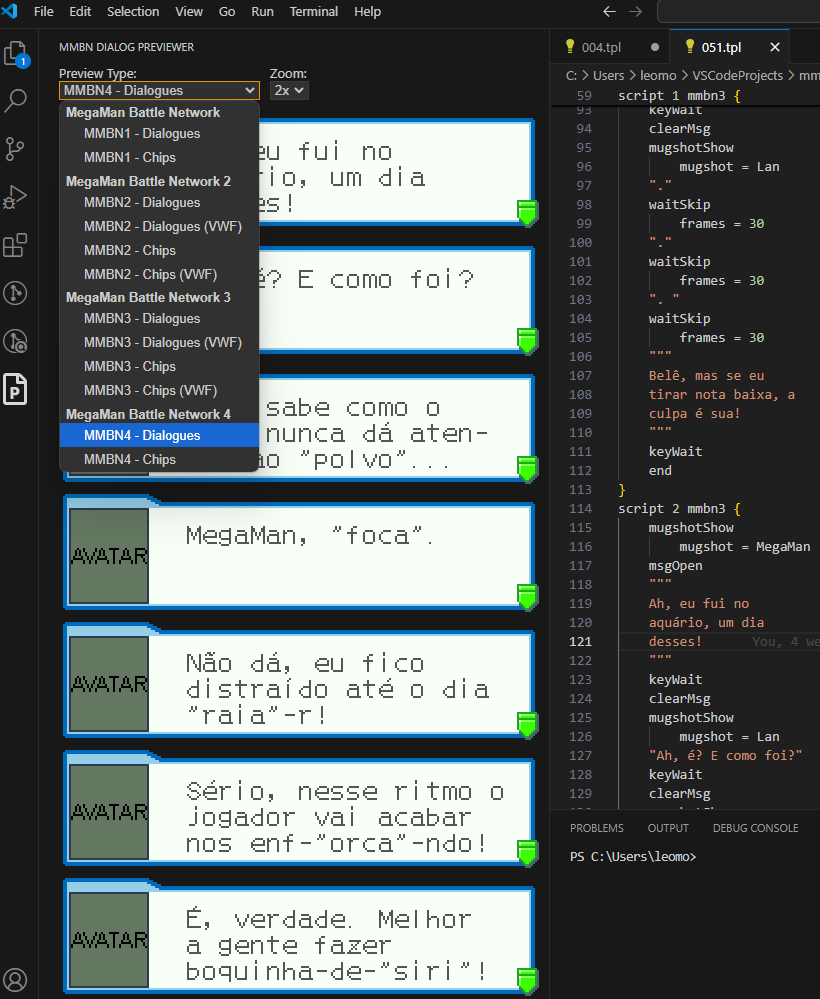 File Edit Selection View Go Run Terminal Help
MMBN DIALOG PREVIEWER
Preview Type:
Zoom:
MMBN4 - Dialogues
2x
MegaMan Battle Network
MMBN1 - Dialogues
MMBN1 - Chips
MegaMan Battle Network 2
MMBN2 - Dialogues
MMBN2 - Dialogues (VWF)
MMBN2 - Chips
MMBN2 - Chips (VWF)
MegaMan Battle Network 3
MMBN3 - Dialogues
MMBN3 - Dialogues (VWF)
MMBN3 - Chips
MMBN3 - Chips (VWF)
MegaMan Battle Network 4
MMBN4 - Dialogues
MMBN4 - Chips
eu fui no
rio, um dia
es!
é? E como foi?
sabe como o
nunca dá aten-
ão "polvo"...
AVATAR
MegaMan, "foca".
AVATAR
Não dá, eu fico
distraído até o dia
"raia"-r!
AVATAR
Sério, nesse ritmo o
jogador vai acabar
nos enf-"orca"-ndo!
AVATAR
É, verdade. Melhor
a gente fazer
boquinha-de-"siri"!
1
P
004.tpl
051.tpl
C: > Users > leomo > VSCodeProjects > mm
59 script 1 mmbn3 {
93 keyWait
94 clearMsg
95 mugshotShow
96 mugshot = Lan
97 "."
98 waitSkip
99 frames = 30
100 "."
101 waitSkip
102 frames = 30
103 ". "
104 waitSkip
105 frames = 30
106 """
107 Belê, mas se eu
108 tirar nota baixa, a
109 culpa é sua!
110 """
111 keyWait
112 end
113 }
114 script 2 mmbn3 {
115 mugshotShow
116 mugshot = MegaMan
117 msgOpen
118 """
119 Ah, eu fui no
120 aquário, um dia
121 desses! You, 4 we
122 """
123 keyWait
124 clearMsg
125 mugshotShow
126 mugshot = Lan
127 "Ah, é? E como foi?"
128 keyWait
129 clearMsg
PROBLEMS OUTPUT DEBUG CONSOLE
PS C:\Users\leomo>